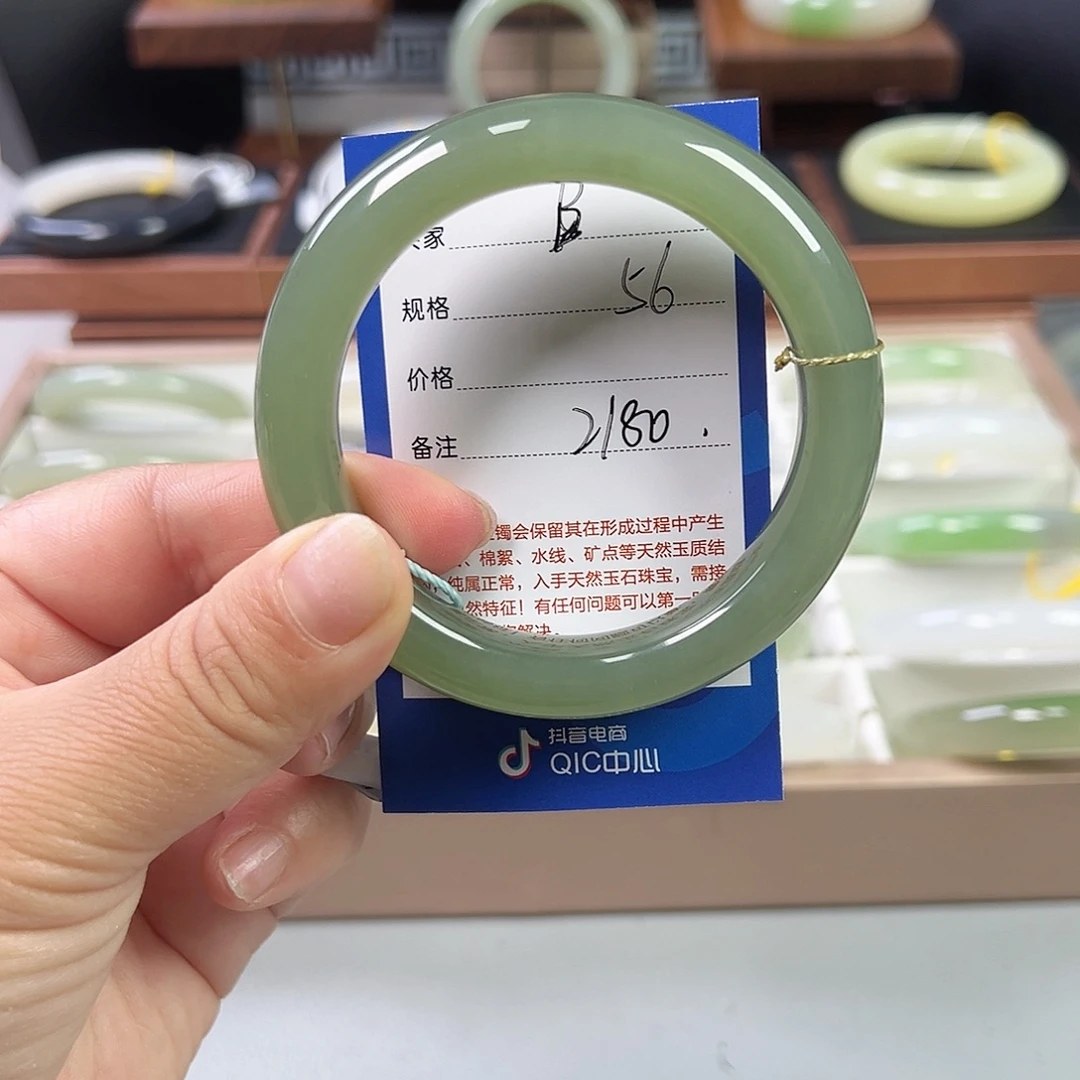 家 B
规格 56
价格
备注 2180.
镯会保留其在形成过程中产生
、棉絮、水线、矿点等天然玉质结
,纯属正常，入手天然玉石珠宝，需接
然特征！有任何问题可以第一
解决
抖音电商
QIC中心